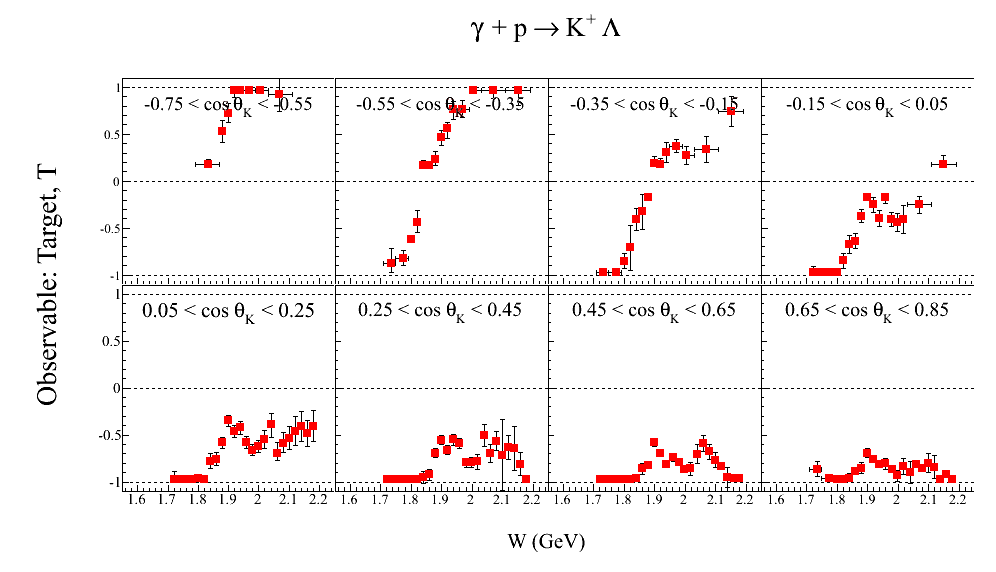 γ + p → K⁺ Λ
Observable: Target, T
-0.75 < cos θK < -0.55
-0.55 < cos θK < -0.35
-0.35 < cos θK < -0.15
-0.15 < cos θK < 0.05
1
0.5
0
-0.5
-1
0.05 < cos θK < 0.25
0.25 < cos θK < 0.45
0.45 < cos θK < 0.65
0.65 < cos θK < 0.85
1
-0.5
0
-0.5
-1
1.6 1.7 1.8 1.9 2 2.1 2.2
1.6 1.7 1.8 1.9 2 2.1 2.2
1.6 1.7 1.8 1.9 2 2.1 2.2
1.6 1.7 1.8 1.9 2 2.1 2.2
W (GeV)